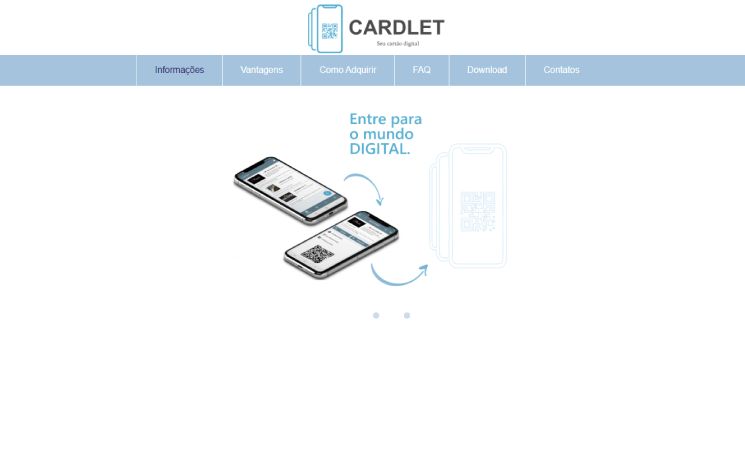 CARDLET
Seu cartão digital
Informações
Vantagens
Como Adquirir
FAQ
Download
Contatos
Entre para
o mundo
DIGITAL.